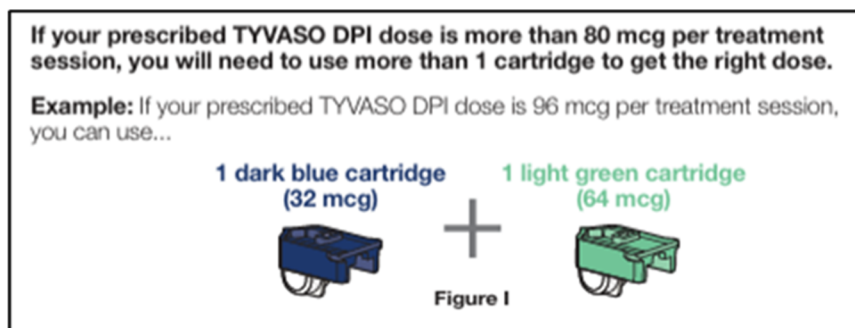 If your prescribed TYVASO DPI dose is more than 80 mcg per treatment
session, you will need to use more than 1 cartridge to get the right dose.
Example: If your prescribed TYVASO DPI dose is 96 mcg per treatment session,
you can use...
1 dark blue cartridge
(32 mcg)
1 light green cartridge
(64 mcg)
Figure I